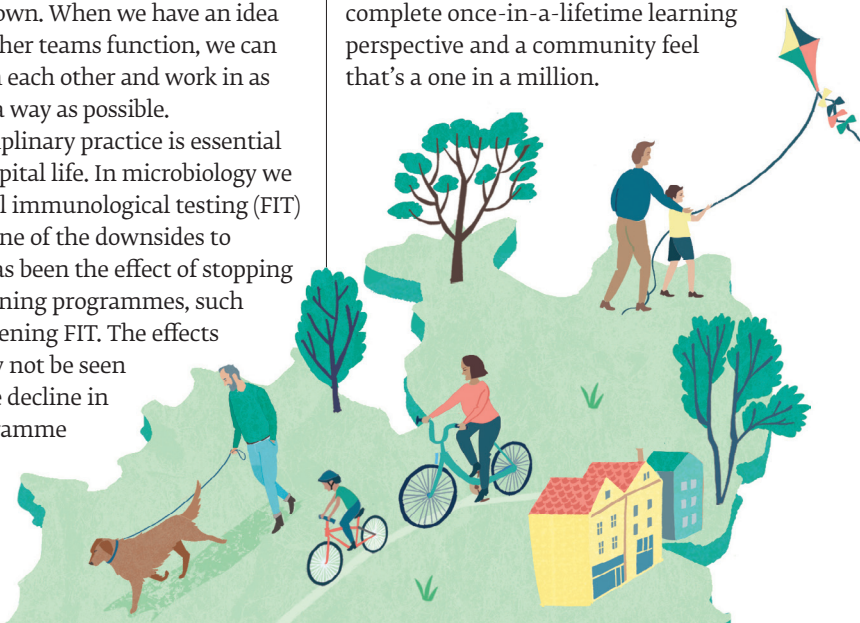 own. When we have an idea
her teams function, we can
each other and work in as
a way as possible.
iplinary practice is essential
pital life. In microbiology we
l immunological testing (FIT)
ne of the downsides to
as been the effect of stopping
ning programmes, such
ening FIT. The effects
y not be seen
e decline in
ramme
complete once-in-a-lifetime learning
perspective and a community feel
that's a one in a million.